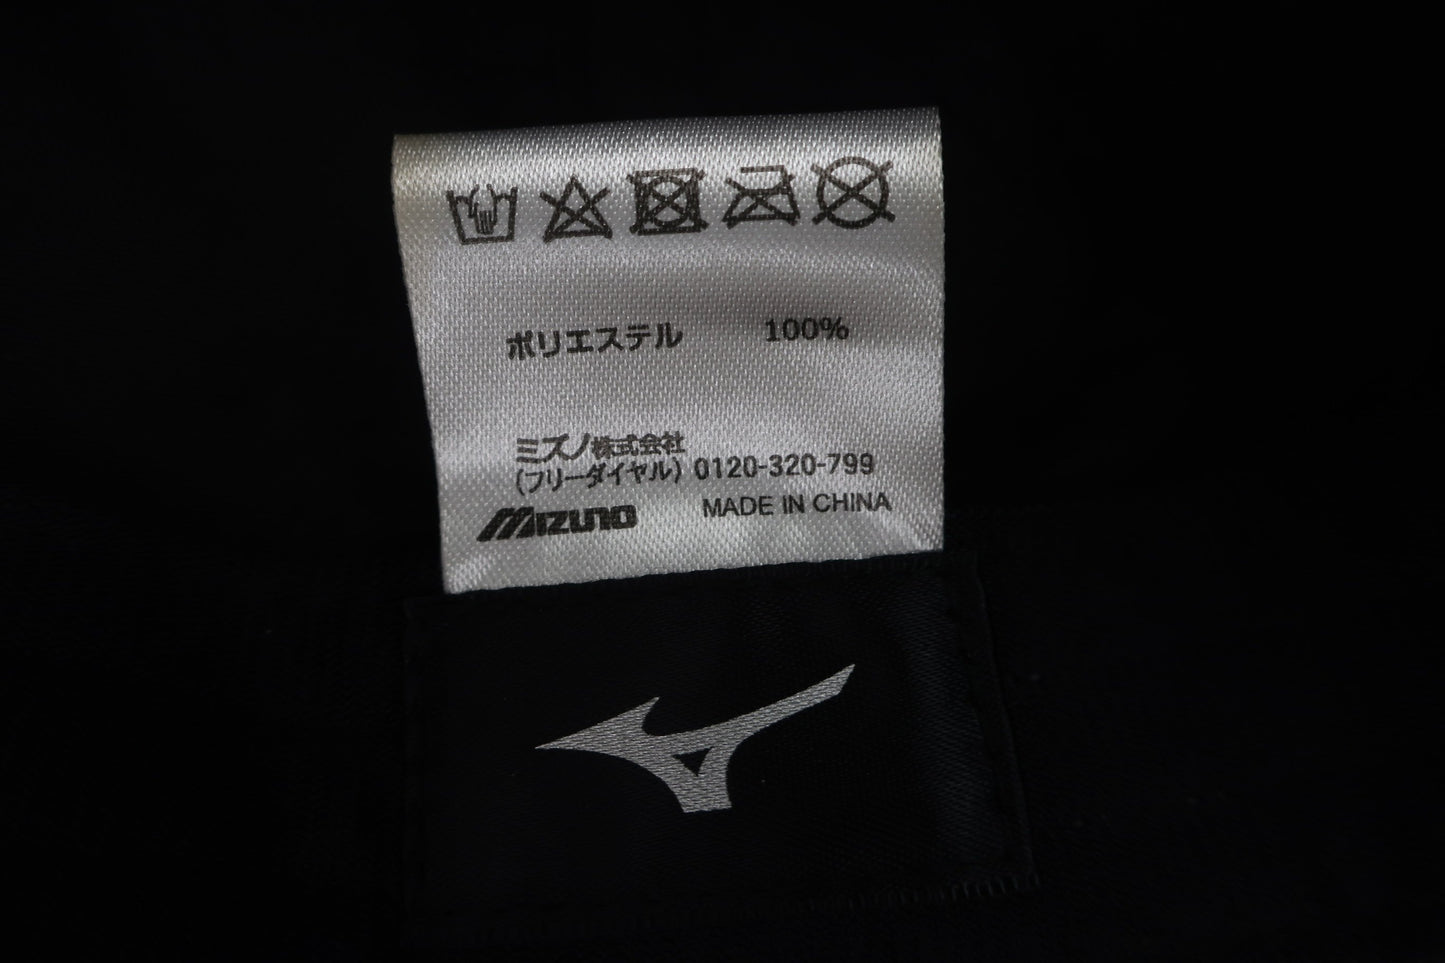 ポリエステル 100%
ミズノ株式会社
(フリーダイヤル) 0120-320-799
MIZUNO MADE IN CHINA